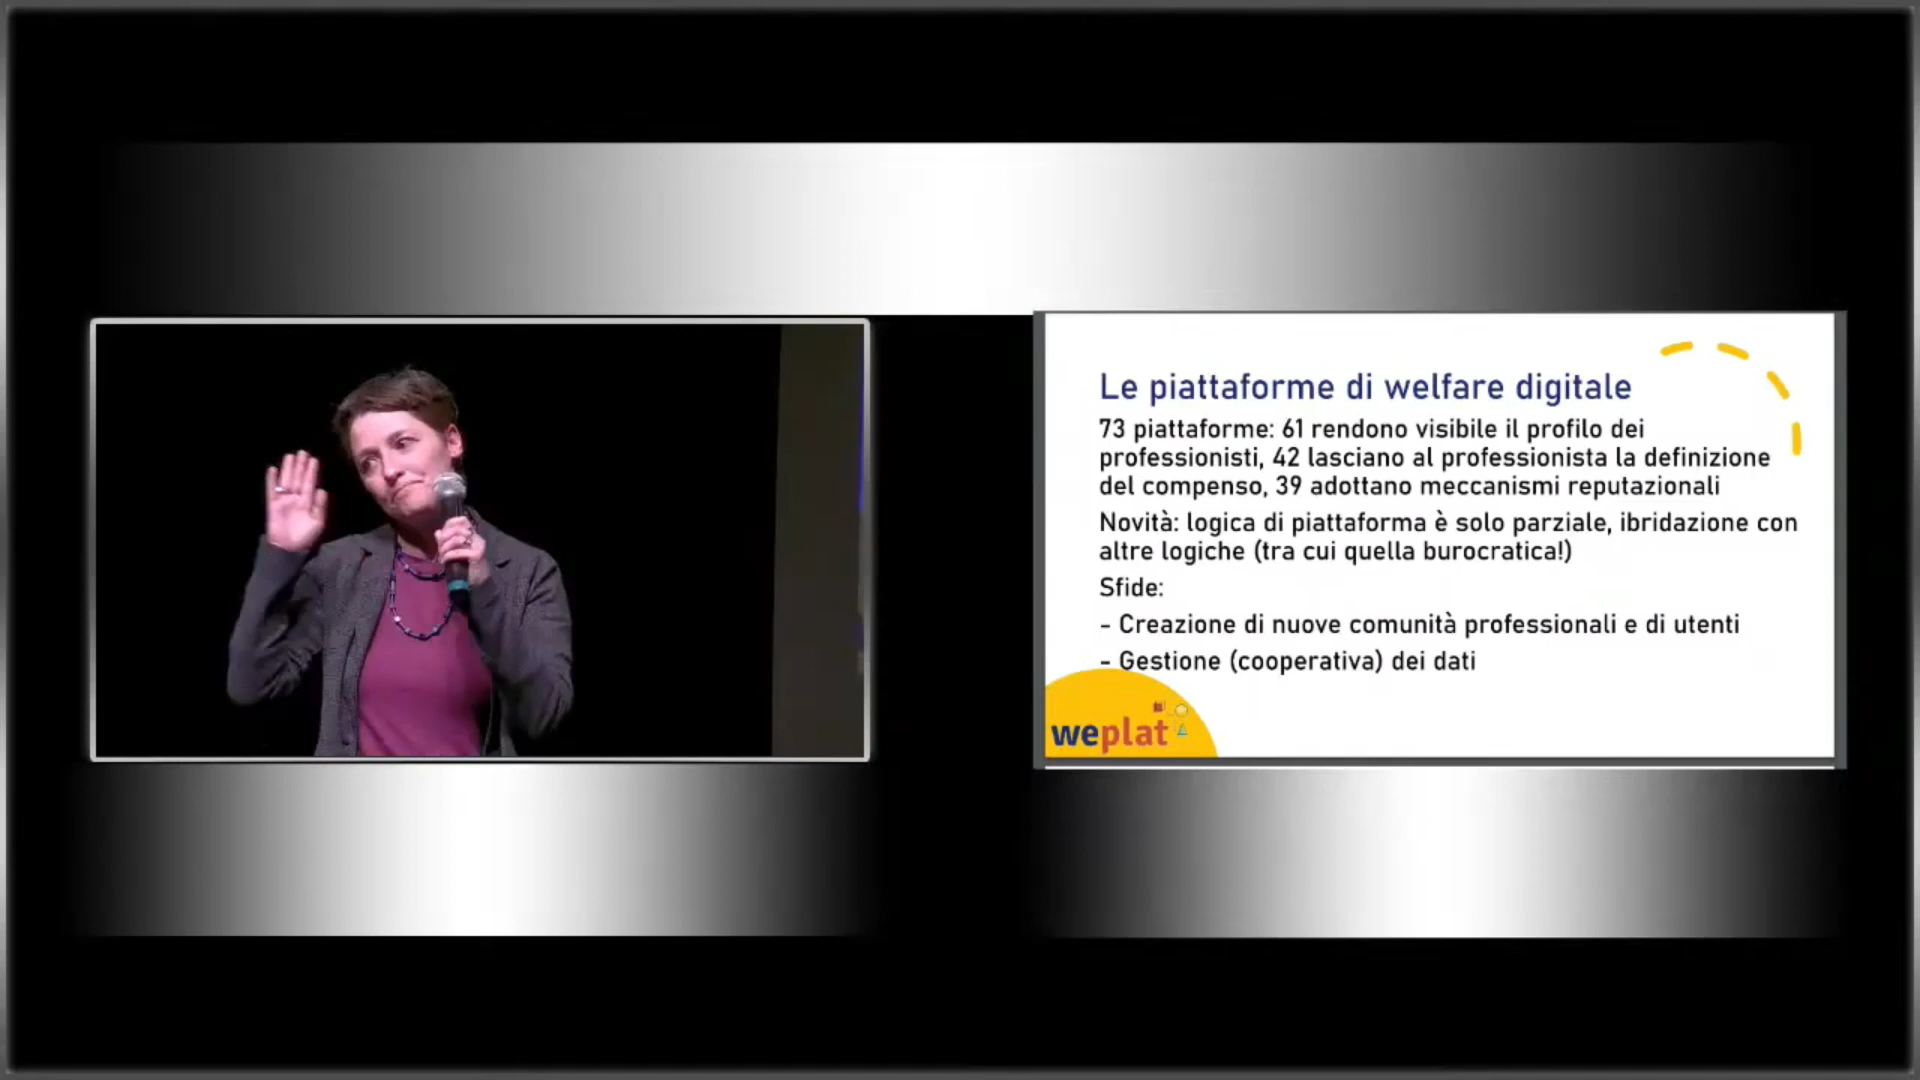 Le piattaforme di welfare digitale
73 piattaforme: 61 rendono visibile il profilo dei
professionisti, 42 lasciano al professionista la definizione
del compenso, 39 adottano meccanismi reputazionali
Novità: logica di piattaforma è solo parziale, ibridazione con
altre logiche (tra cui quella burocratica!)
Sfide:
- Creazione di nuove comunità professionali e di utenti
- Gestione (cooperativa) dei dati
weplat